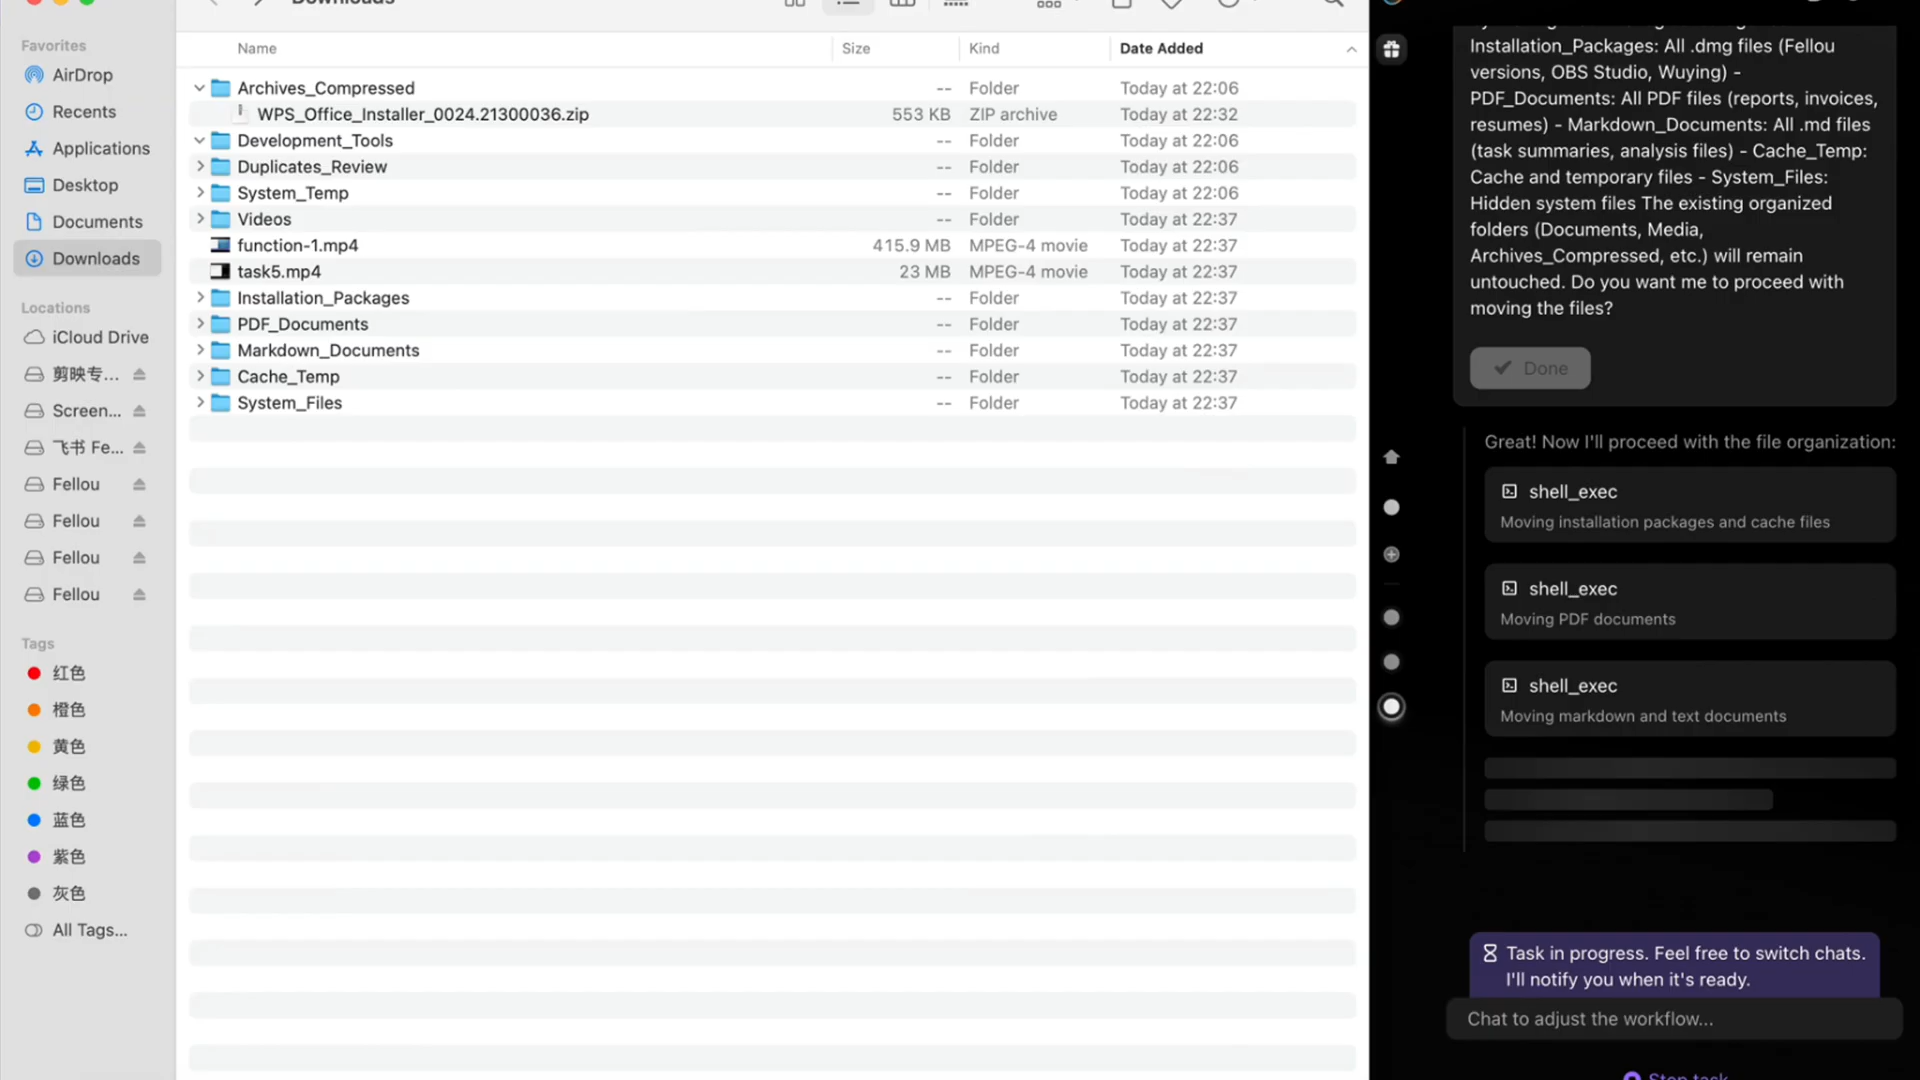 Downloads
Favorites
AirDrop
Recents
Applications
Desktop
Documents
Downloads
Locations
iCloud Drive
剪映专...
Screen...
飞书 Fe...
Fellou
Fellou
Fellou
Fellou
Tags
红色
橙色
黄色
绿色
蓝色
紫色
灰色
All Tags...
Name Size Kind Date Added
Archives_Compressed -- Folder Today at 22:06
WPS_Office_Installer_0024.21300036.zip 553 KB ZIP archive Today at 22:32
Development_Tools -- Folder Today at 22:06
Duplicates_Review -- Folder Today at 22:06
System_Temp -- Folder Today at 22:06
Videos -- Folder Today at 22:37
function-1.mp4 415.9 MB MPEG-4 movie Today at 22:37
task5.mp4 23 MB MPEG-4 movie Today at 22:37
Installation_Packages -- Folder Today at 22:37
PDF_Documents -- Folder Today at 22:37
Markdown_Documents -- Folder Today at 22:37
Cache_Temp -- Folder Today at 22:37
System_Files -- Folder Today at 22:37
Installation_Packages: All .dmg files (Fellou
versions, OBS Studio, Wuying) -
PDF_Documents: All PDF files (reports, invoices,
resumes) - Markdown_Documents: All .md files
(task summaries, analysis files) - Cache_Temp:
Cache and temporary files - System_Files:
Hidden system files The existing organized
folders (Documents, Media,
Archives_Compressed, etc.) will remain
untouched. Do you want me to proceed with
moving the files?
Done
Great! Now I'll proceed with the file organization:
shell_exec
Moving installation packages and cache files
shell_exec
Moving PDF documents
shell_exec
Moving markdown and text documents
Task in progress. Feel free to switch chats.
I'll notify you when it's ready.
Chat to adjust the workflow...
Stop task